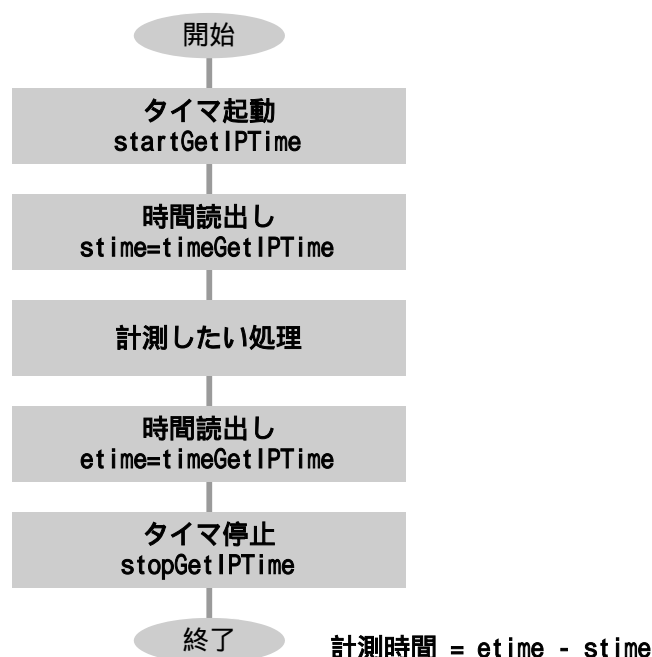 開始
タイマ起動
startGetIPTime
時間読出し
stime=timeGetIPTime
計測したい処理
時間読出し
etime=timeGetIPTime
タイマ停止
stopGetIPTime
終了
計測時間 = etime - stime